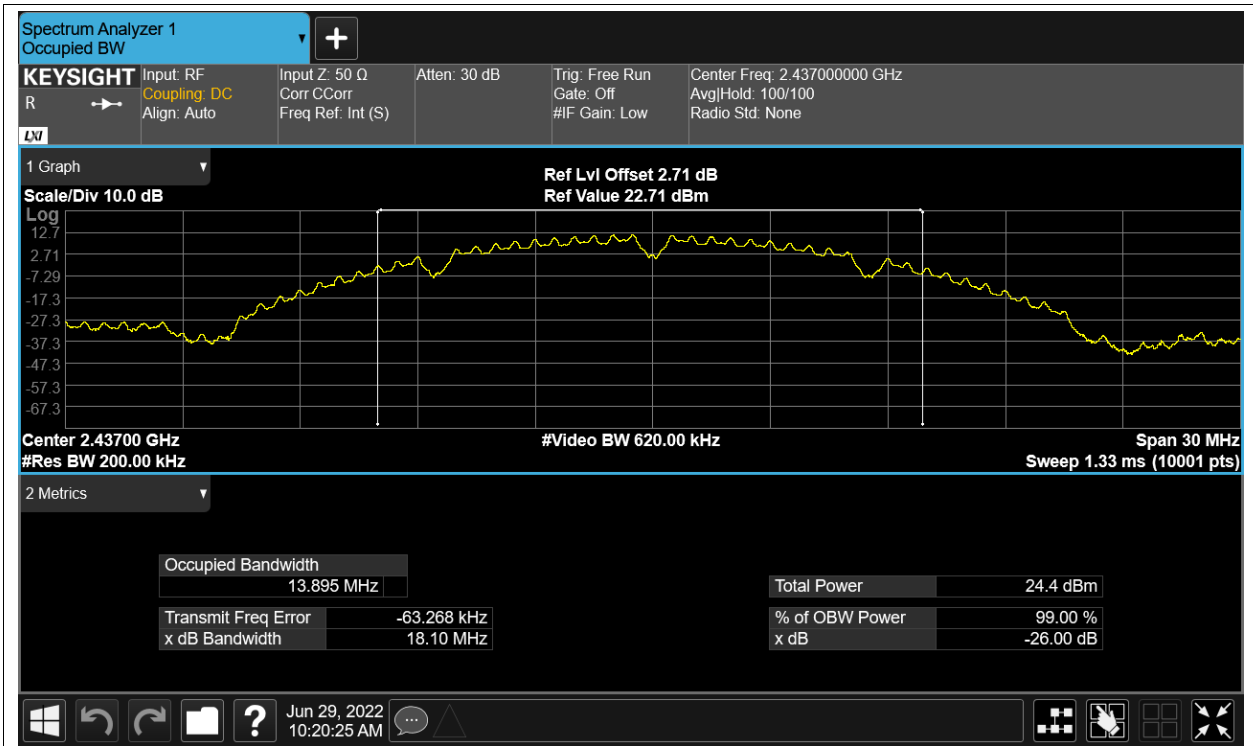 Spectrum Analyzer 1
Occupied BW
KEYSIGHT
R
LXI
Input: RF
Coupling: DC
Align: Auto
Input Z: 50 Ω
Corr CCorr
Freq Ref: Int (S)
Atten: 30 dB
Trig: Free Run
Gate: Off
#IF Gain: Low
Center Freq: 2.437000000 GHz
Avg|Hold: 100/100
Radio Std: None
1 Graph
Scale/Div 10.0 dB
Ref Lvl Offset 2.71 dB
Ref Value 22.71 dBm
Log
12.7
2.71
-7.29
-17.3
-27.3
-37.3
-47.3
-57.3
-67.3
Center 2.43700 GHz
#Video BW 620.00 kHz
Span 30 MHz
#Res BW 200.00 kHz
Sweep 1.33 ms (10001 pts)
2 Metrics
Occupied Bandwidth
13.895 MHz
Total Power 24.4 dBm
Transmit Freq Error -63.268 kHz
% of OBW Power 99.00 %
x dB Bandwidth 18.10 MHz
x dB -26.00 dB
?
Jun 29, 2022
10:20:25 AM